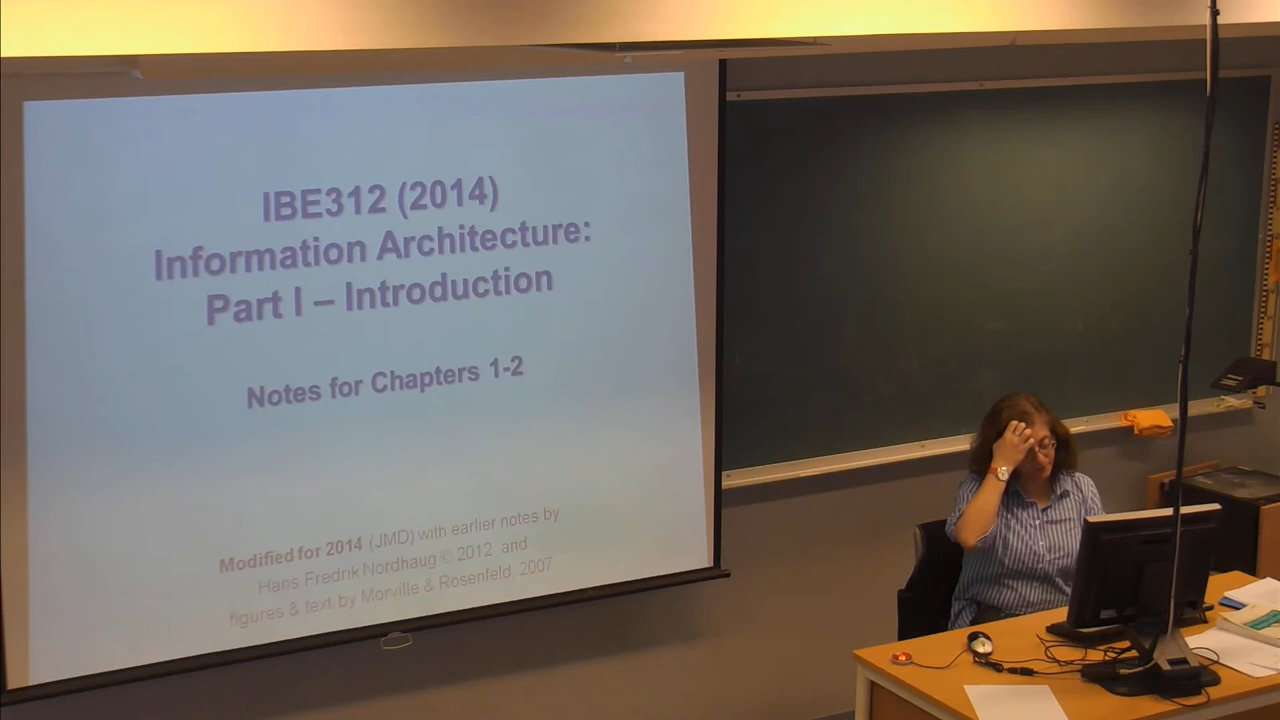 IBE312 (2014)
Information Architecture:
Part I – Introduction
Notes for Chapters 1-2
Modified for 2014 (JMD) with earlier notes by
Hans Fredrik Nordhaug © 2012 and
figures & text by Morville & Rosenfeld, 2007